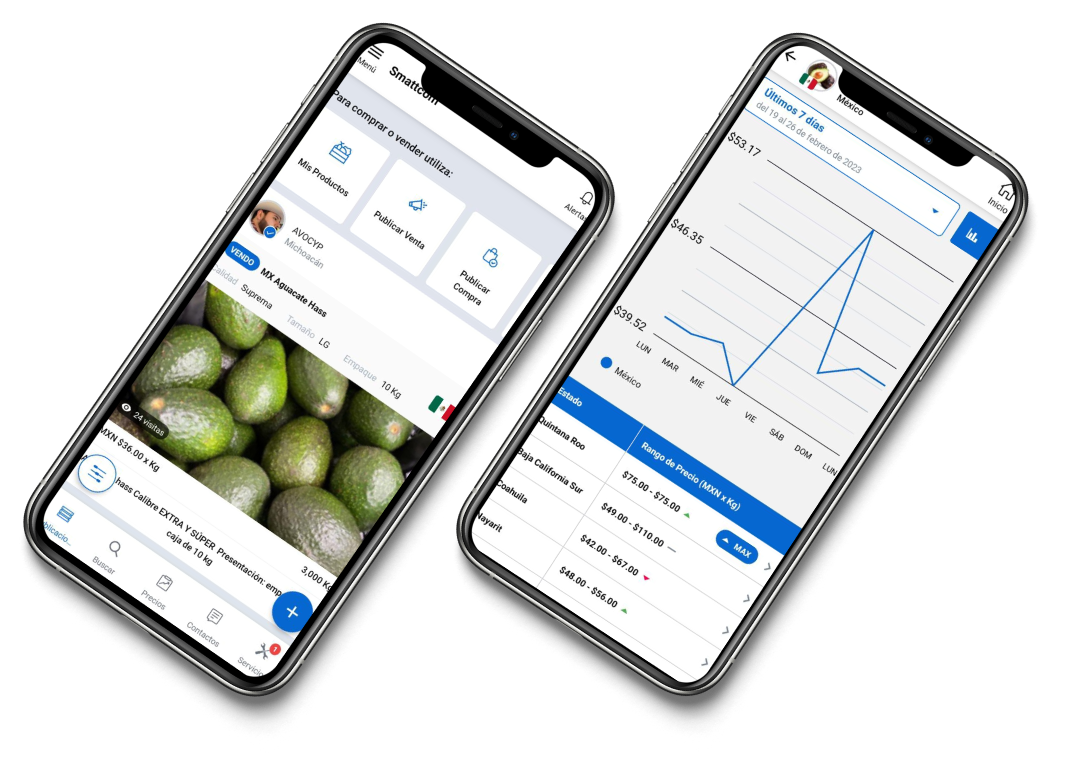 Menú
Smattcom
Alertas
Para comprar o vender utiliza:
Mis Productos
Publicar Venta
Publicar
Compra
AVOCYP
Michoacán
VENDO
MX Aguacate Hass
Calidad Suprema
Tamaño LG
Empaque 10 Kg
24 visitas
MXN $36.00 x Kg
3,000 Kg
hass Calibre EXTRA Y SÚPER Presentación: emp
caja de 10 kg
+
blicacio...
Buscar
Precios
Contactos
Servicio
1
México
Inicio
Últimos 7 días
del 19 al 26 de febrero de 2023
$53.17
$46.35
$39.52
LUN MAR MIÉ JUE VIE SÁB DOM LUN
México
Estado
Rango de Precio (MXN x Kg)
Quintana Roo
$75.00 - $75.00
MAX
Baja California Sur
$49.00 - $110.00
Coahuila
$42.00 - $67.00
Nayarit
$48.00 - $56.00